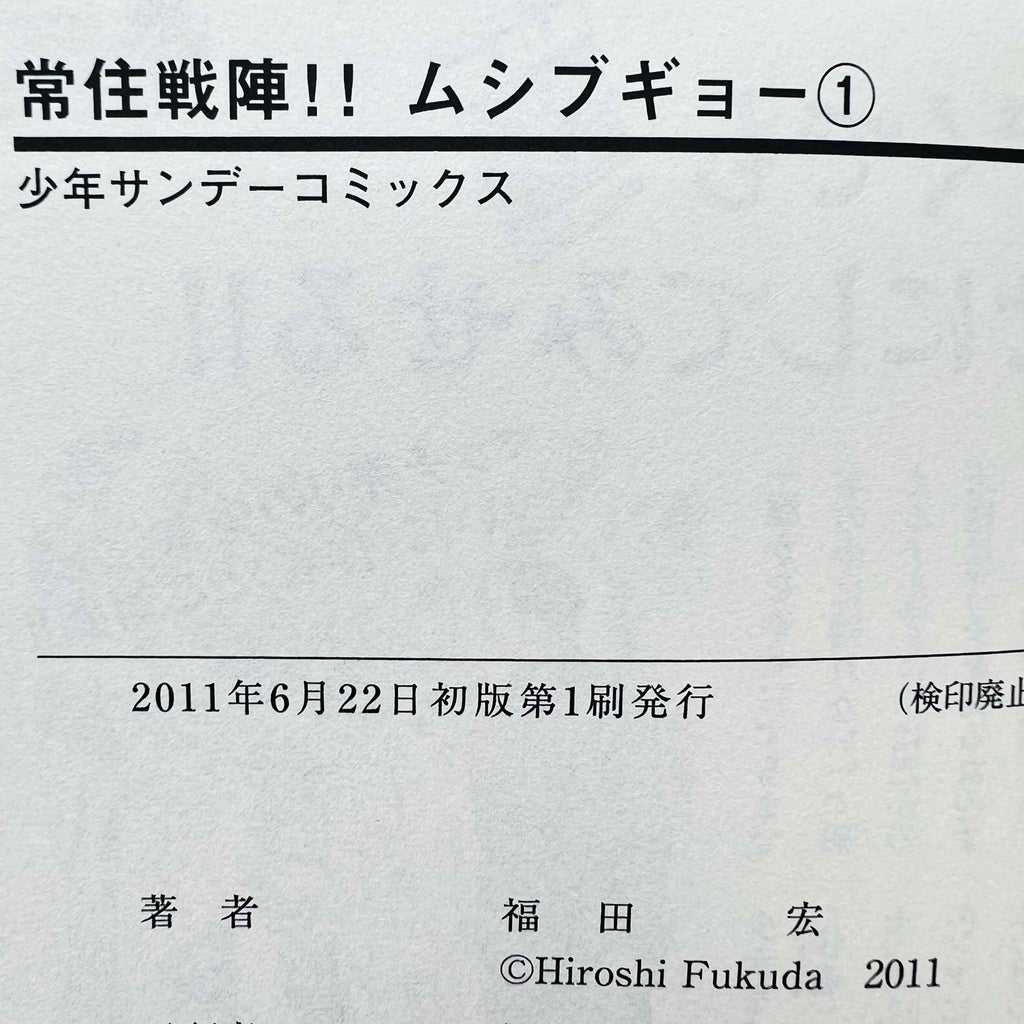 常住戦陣!! ムシブギョー①
少年サンデーコミックス
2011年6月22日初版第1刷発行 (検印廃止
著 者 福 田 宏
©Hiroshi Fukuda 2011